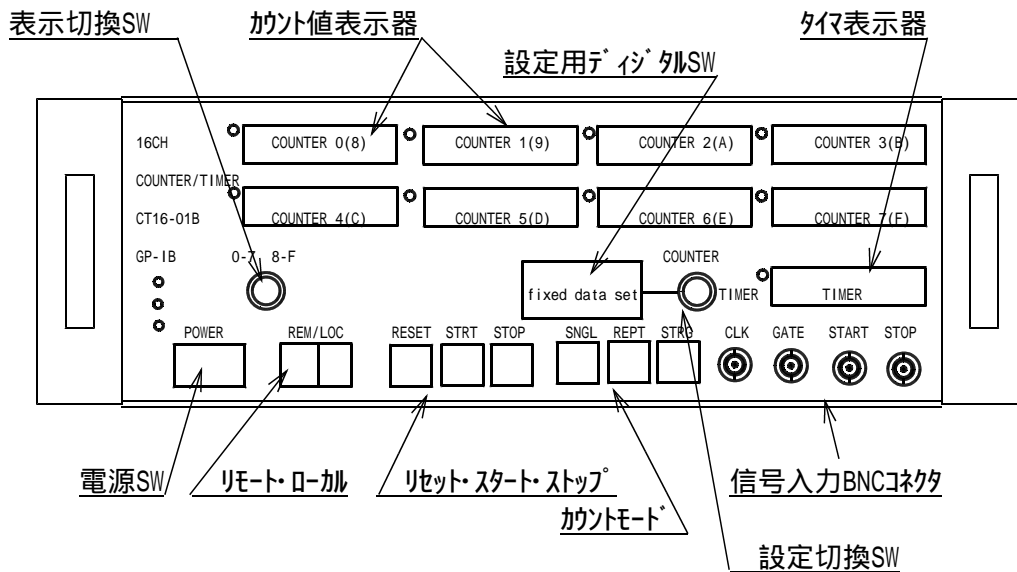 表示切換SW
カウント値表示器
タイマ表示器
設定用ディジタルSW
16CH
COUNTER 0(8)
COUNTER 1(9)
COUNTER 2(A)
COUNTER 3(B)
COUNTER/TIMER
CT16-01B
COUNTER 4(C)
COUNTER 5(D)
COUNTER 6(E)
COUNTER 7(F)
GP-IB
0-7 8-F
COUNTER
fixed data set
TIMER
TIMER
POWER
REM/LOC
RESET STRT STOP
SNGL REPT STRG
CLK GATE START STOP
電源SW
リモート・ローカル
リセット・スタート・ストップ
信号入力BNCコネクタ
カウントモード
設定切換SW